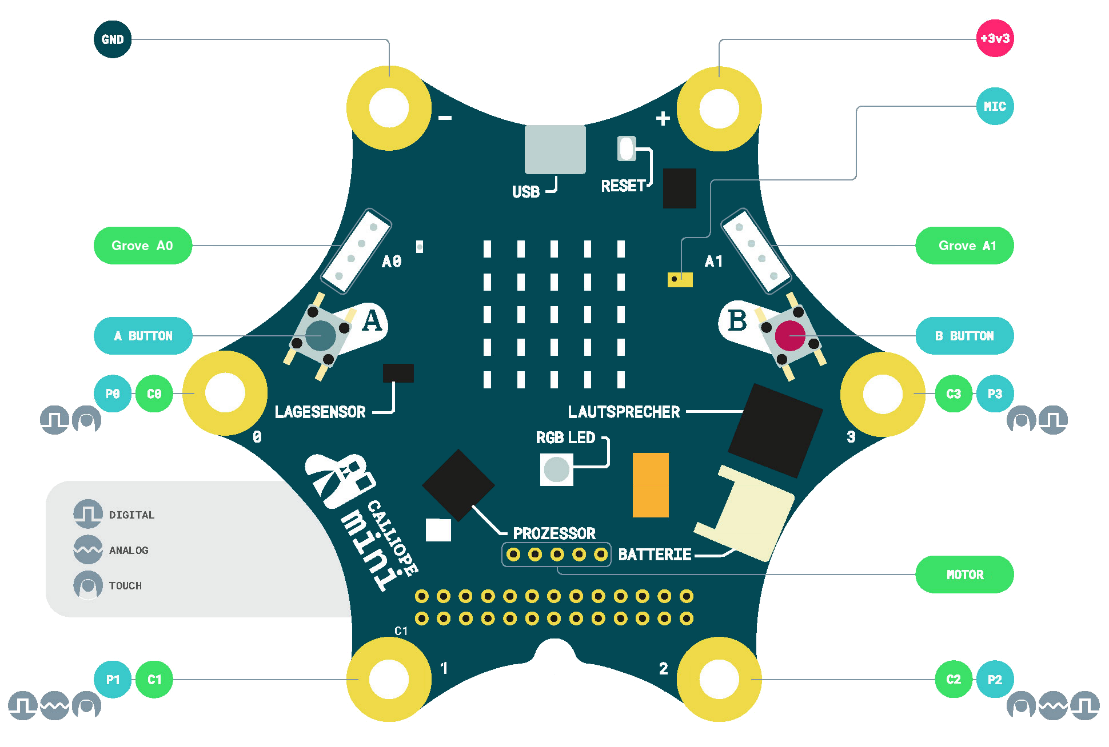 GND
+3v3
MIC
−
+
USB
RESET
Grove A0
A0
A1
Grove A1
A BUTTON
A
B
B BUTTON
P0
C0
C3
P3
LAGESENSOR
LAUTSPRECHER
0
3
RGB LED
CALLIOPE
mini
DIGITAL
ANALOG
TOUCH
PROZESSOR
BATTERIE
MOTOR
C1
1
2
P1
C1
C2
P2